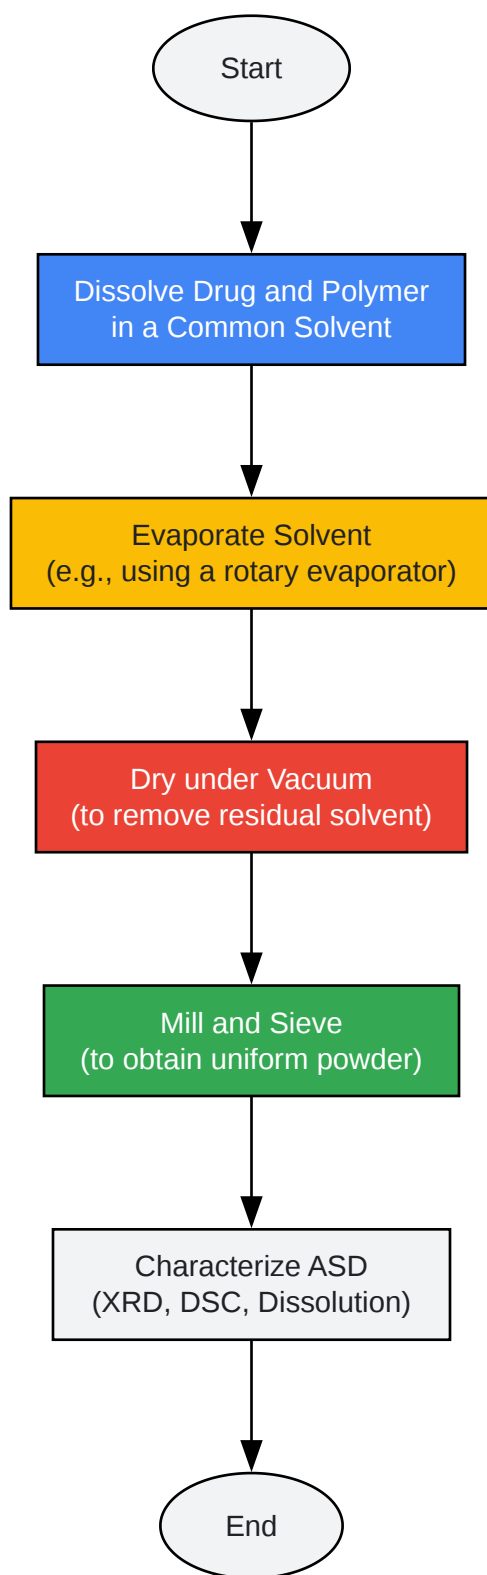 Start
Dissolve Drug and Polymer
in a Common Solvent
Evaporate Solvent
(e.g., using a rotary evaporator)
Dry under Vacuum
(to remove residual solvent)
Mill and Sieve
(to obtain uniform powder)
Characterize ASD
(XRD, DSC, Dissolution)
End